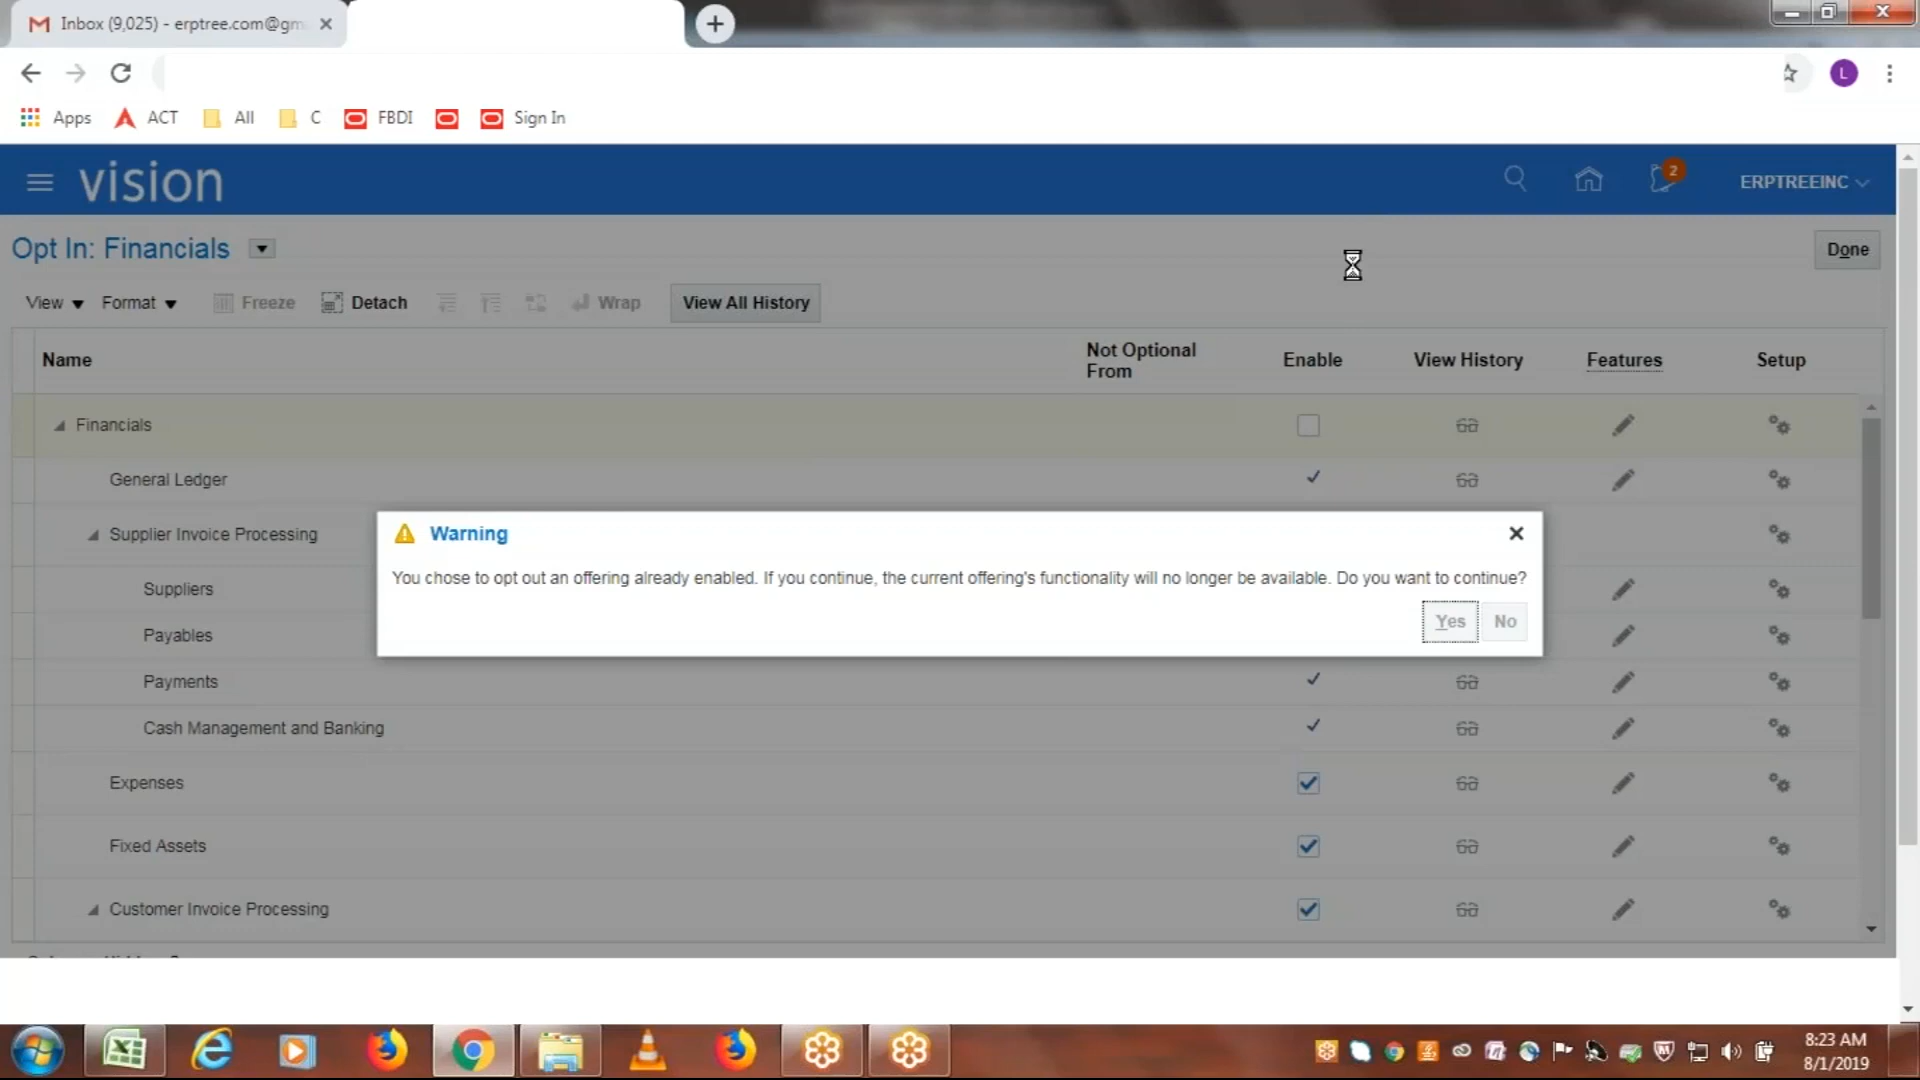 Inbox (9,025) - erptree.com@gm
L
Apps ACT All C FBDI Sign In
vision
2
ERPTREEINC
Opt In: Financials
Done
View Format Freeze Detach Wrap View All History
Name Not Optional From Enable View History Features Setup
Financials
General Ledger
Supplier Invoice Processing
Warning
You chose to opt out an offering already enabled. If you continue, the current offering's functionality will no longer be available. Do you want to continue?
Yes No
Suppliers
Payables
Payments
Cash Management and Banking
Expenses
Fixed Assets
Customer Invoice Processing
8:23 AM
8/1/2019